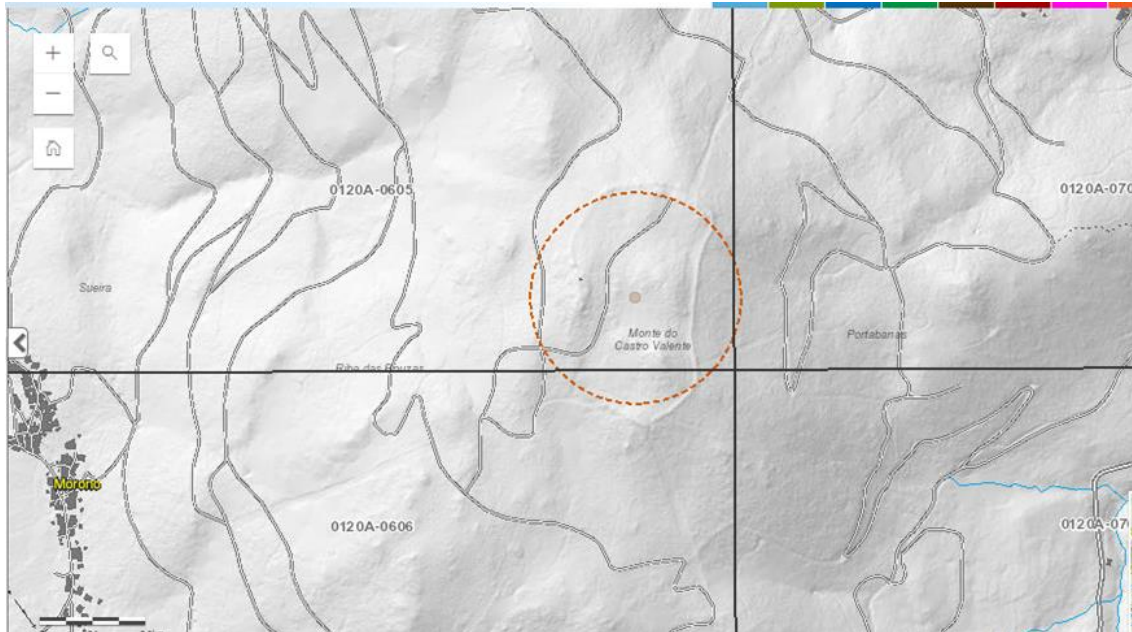 0120A-0605
0120A-070
Sueira
Monte do
Castro Valente
Portabanas
Riba das Bouzas
Morono
0120A-0606
0120A-070